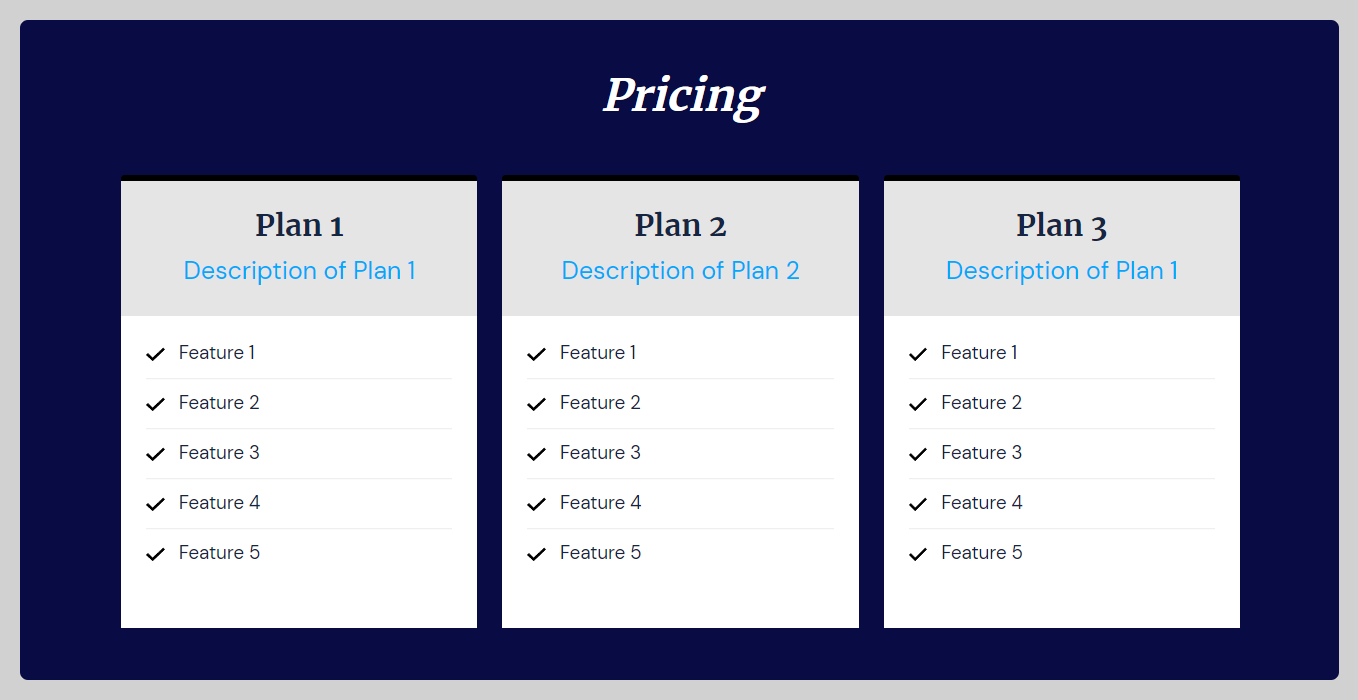 Pricing
Plan 1
Description of Plan 1
Feature 1
Feature 2
Feature 3
Feature 4
Feature 5
Plan 2
Description of Plan 2
Feature 1
Feature 2
Feature 3
Feature 4
Feature 5
Plan 3
Description of Plan 1
Feature 1
Feature 2
Feature 3
Feature 4
Feature 5